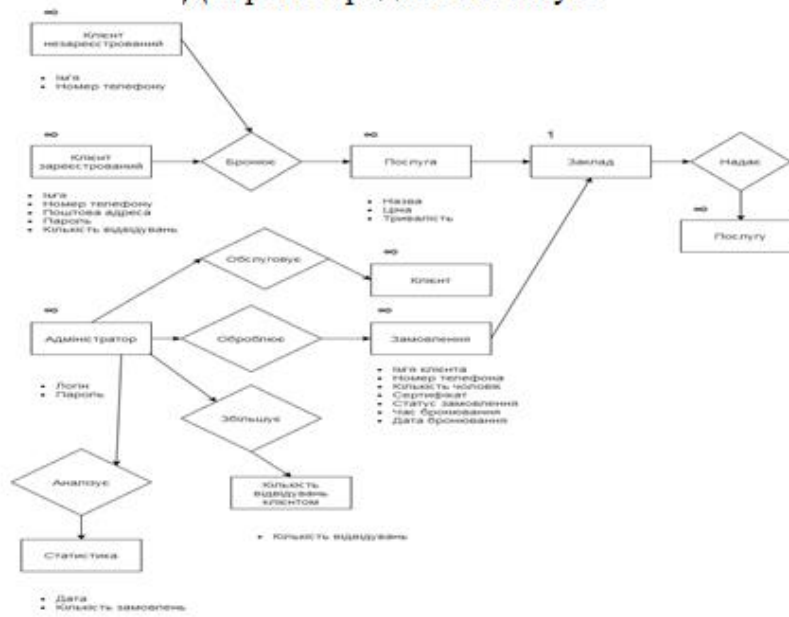 ∞
Клієнт
незареєстрований
• Ім'я
• Номер телефону
∞
Клієнт
зареєстрований
• Ім'я
• Номер телефону
• Поштова адреса
• Пароль
• Кількість відвідувань
Бронює
∞
Послуга
• Назва
• Ціна
• Тривалість
1
Заклад
Надає
∞
Послугу
Обслуговує
∞
Клієнт
∞
Адміністратор
• Логін
• Пароль
Оброблює
∞
Замовлення
• Ім'я клієнта
• Номер телефона
• Кількість чоловік
• Сертифікат
• Статус замовлення
• Час бронювання
• Дата бронювання
Збільшує
Кількість
відвідувань
клієнтом
• Кількість відвідувань
Аналізує
Статистика
• Дата
• Кількість замовлень